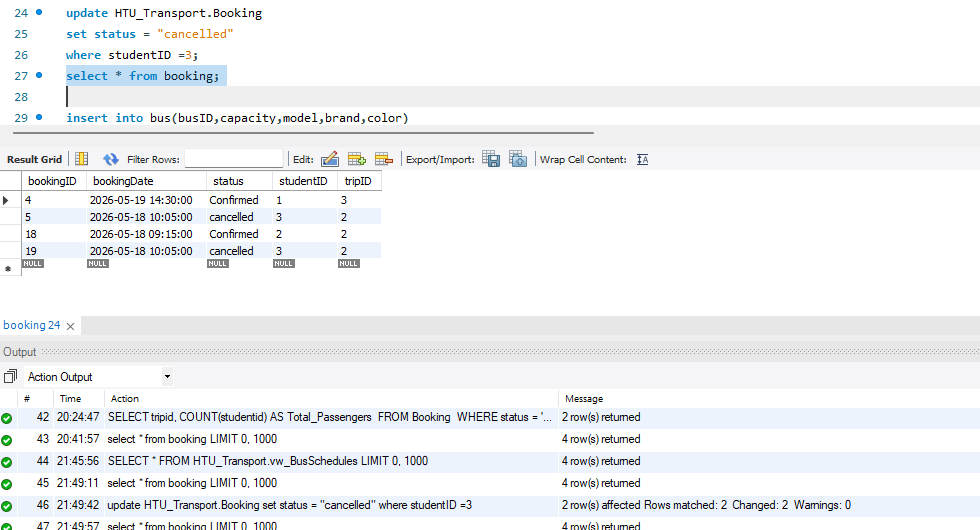 24 update HTU_Transport.Booking
25 set status = "cancelled"
26 where studentID =3;
27 select * from booking;
28
29 insert into bus(busID,capacity,model,brand,color)
Result Grid Filter Rows: Edit: Export/Import: Wrap Cell Content:
bookingID bookingDate status studentID tripID
4 2026-05-19 14:30:00 Confirmed 1 3
5 2026-05-18 10:05:00 cancelled 3 2
18 2026-05-18 09:15:00 Confirmed 2 2
19 2026-05-18 10:05:00 cancelled 3 2
NULL NULL NULL NULL NULL
booking 24
Output
Action Output
# Time Action Message
42 20:24:47 SELECT tripid, COUNT(studentid) AS Total_Passengers FROM Booking WHERE status = '... 2 row(s) returned
43 20:41:57 select * from booking LIMIT 0, 1000 4 row(s) returned
44 21:45:56 SELECT * FROM HTU_Transport.vw_BusSchedules LIMIT 0, 1000 4 row(s) returned
45 21:49:11 select * from booking LIMIT 0, 1000 4 row(s) returned
46 21:49:42 update HTU_Transport.Booking set status = "cancelled" where studentID =3 2 row(s) affected Rows matched: 2 Changed: 2 Warnings: 0
47 21:49:57 select * from booking LIMIT 0, 1000 4 row(s) returned